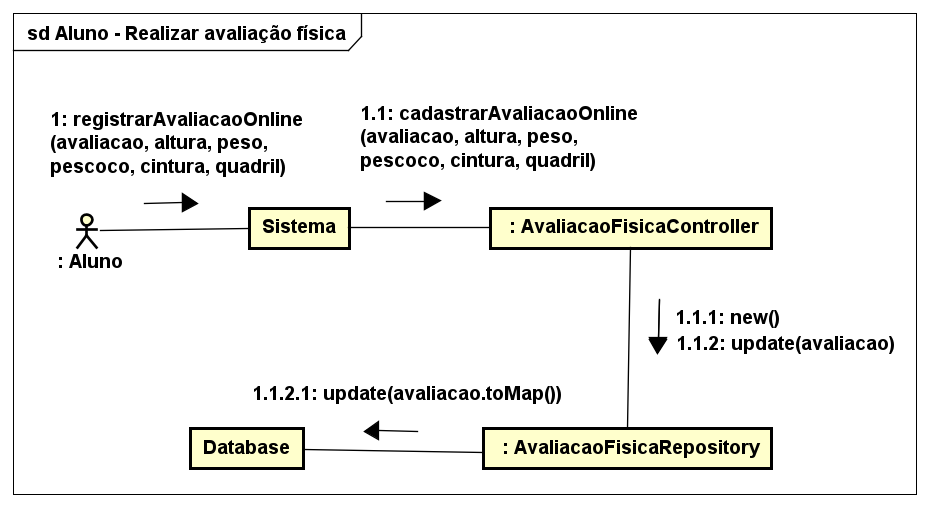 sd Aluno - Realizar avaliação física
1: registrarAvaliacaoOnline
(avaliacao, altura, peso,
pescoco, cintura, quadril)
1.1: cadastrarAvaliacaoOnline
(avaliacao, altura, peso,
pescoco, cintura, quadril)
: Aluno
Sistema
: AvaliacaoFisicaController
1.1.1: new()
1.1.2: update(avaliacao)
1.1.2.1: update(avaliacao.toMap())
Database
: AvaliacaoFisicaRepository